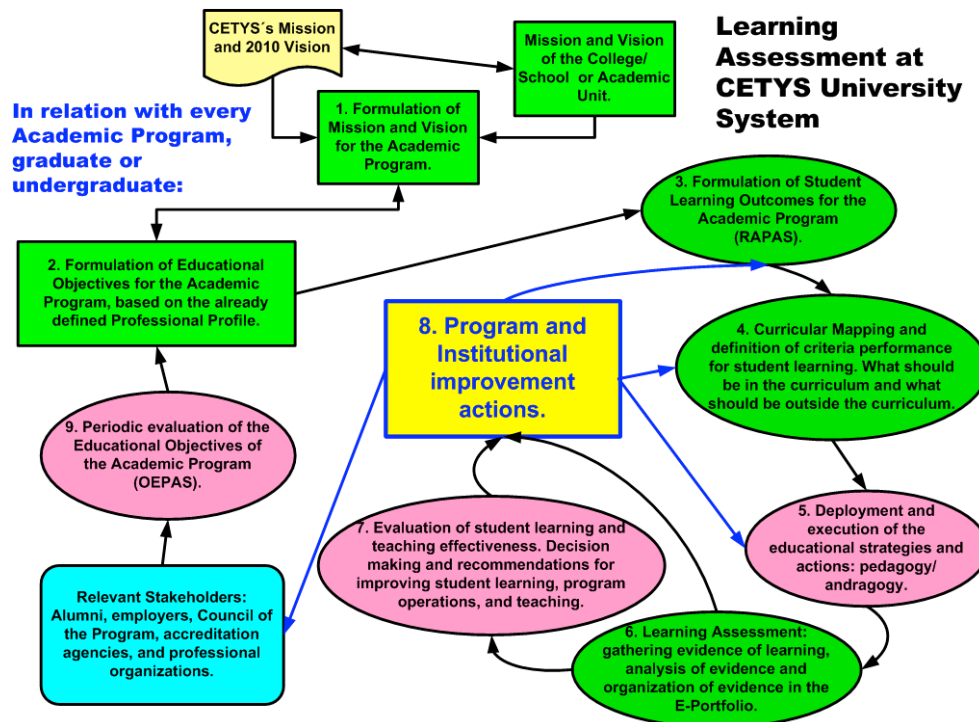 CETYS´s Mission
and 2010 Vision
Mission and Vision
of the College/
School or Academic
Unit.
Learning
Assessment at
CETYS University
System
In relation with every
Academic Program,
graduate or
undergraduate:
1. Formulation of
Mission and Vision
for the Academic
Program.
2. Formulation of Educational
Objectives for the Academic
Program, based on the already
defined Professional Profile.
3. Formulation of Student
Learning Outcomes for the
Academic Program
(RAPAS).
4. Curricular Mapping and
definition of criteria performance
for student learning. What should
be in the curriculum and what
should be outside the curriculum.
8. Program and
Institutional
improvement
actions.
9. Periodic evaluation of the
Educational Objectives of
the Academic Program
(OEPAS).
7. Evaluation of student learning and
teaching effectiveness. Decision
making and recommendations for
improving student learning, program
operations, and teaching.
5. Deployment and
execution of the
educational strategies and
actions: pedagogy/
andragogy.
Relevant Stakeholders:
Alumni, employers, Council of
the Program, accreditation
agencies, and professional
organizations.
6. Learning Assessment:
gathering evidence of learning,
analysis of evidence and
organization of evidence in the
E-Portfolio.